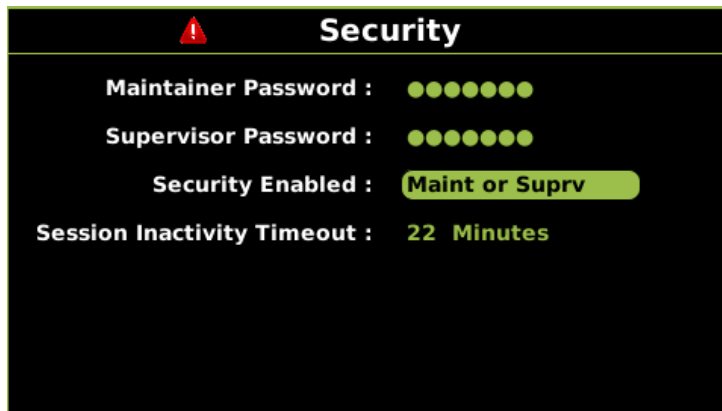 Security
Maintainer Password : ●●●●●●●
Supervisor Password : ●●●●●●●
Security Enabled : Maint or Suprv
Session Inactivity Timeout : 22 Minutes